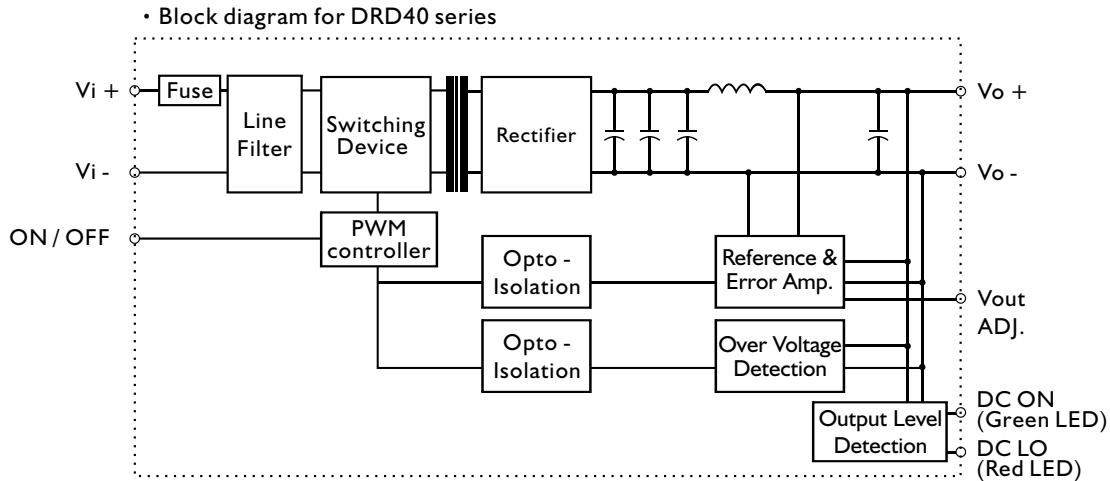 · Block diagram for DRD40 series
Vi +
Fuse
Line
Filter
Switching
Device
Rectifier
Vo +
Vi -
Vo -
ON / OFF
PWM
controller
Opto -
Isolation
Reference &
Error Amp.
Vout
ADJ.
Opto -
Isolation
Over Voltage
Detection
Output Level
Detection
DC ON
(Green LED)
DC LO
(Red LED)